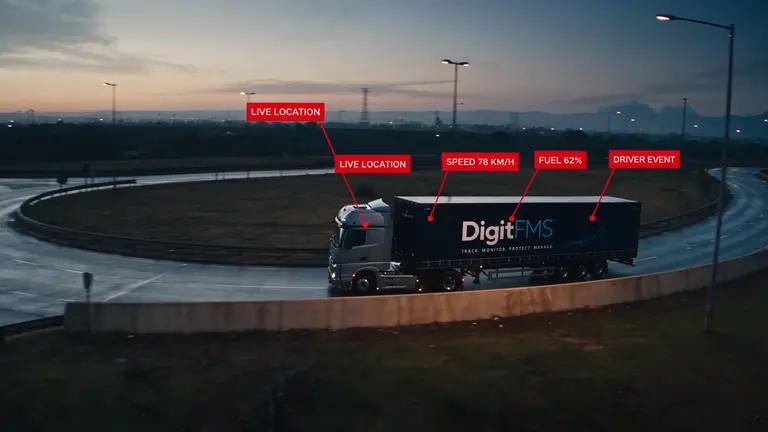 LIVE LOCATION
LIVE LOCATION
SPEED 78 KM/H
FUEL 62%
DRIVER EVENT
DigitFMS
TRACK. MONITOR. PROTECT. MANAGE.